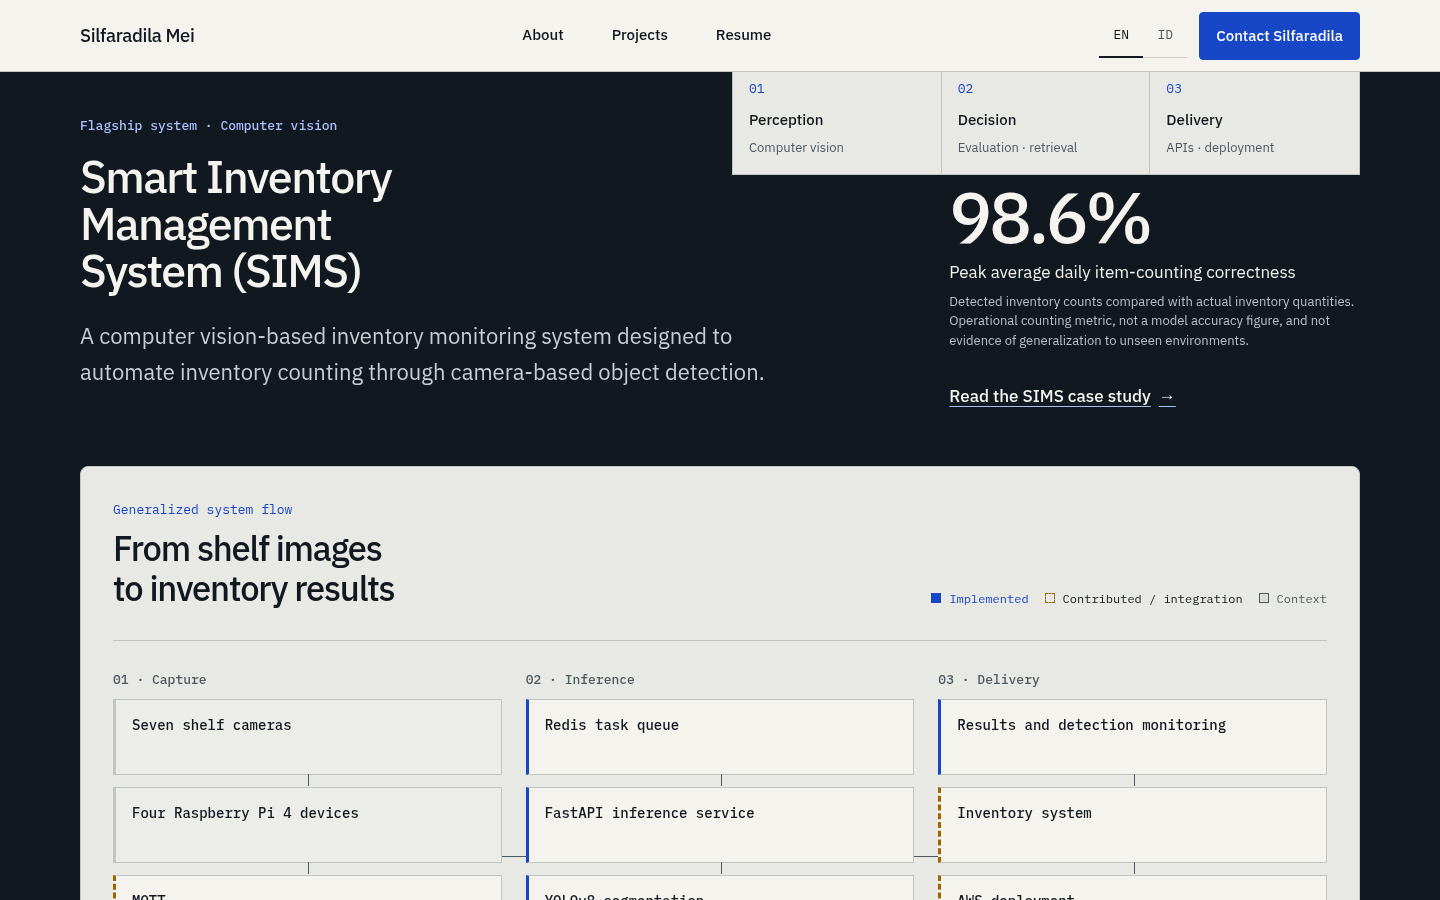 Silfaradila Mei
About
Projects
Resume
EN
ID
Contact Silfaradila
01
Perception
Computer vision
02
Decision
Evaluation · retrieval
03
Delivery
APIs · deployment
Flagship system · Computer vision
Smart Inventory
Management
System (SIMS)
A computer vision-based inventory monitoring system designed to
automate inventory counting through camera-based object detection.
98.6%
Peak average daily item-counting correctness
Detected inventory counts compared with actual inventory quantities.
Operational counting metric, not a model accuracy figure, and not
evidence of generalization to unseen environments.
Read the SIMS case study →
Generalized system flow
From shelf images
to inventory results
Implemented
Contributed / integration
Context
01 · Capture
Seven shelf cameras
Four Raspberry Pi 4 devices
MQTT
02 · Inference
Redis task queue
FastAPI inference service
YOLOv8 segmentation
03 · Delivery
Results and detection monitoring
Inventory system
AWS deployment